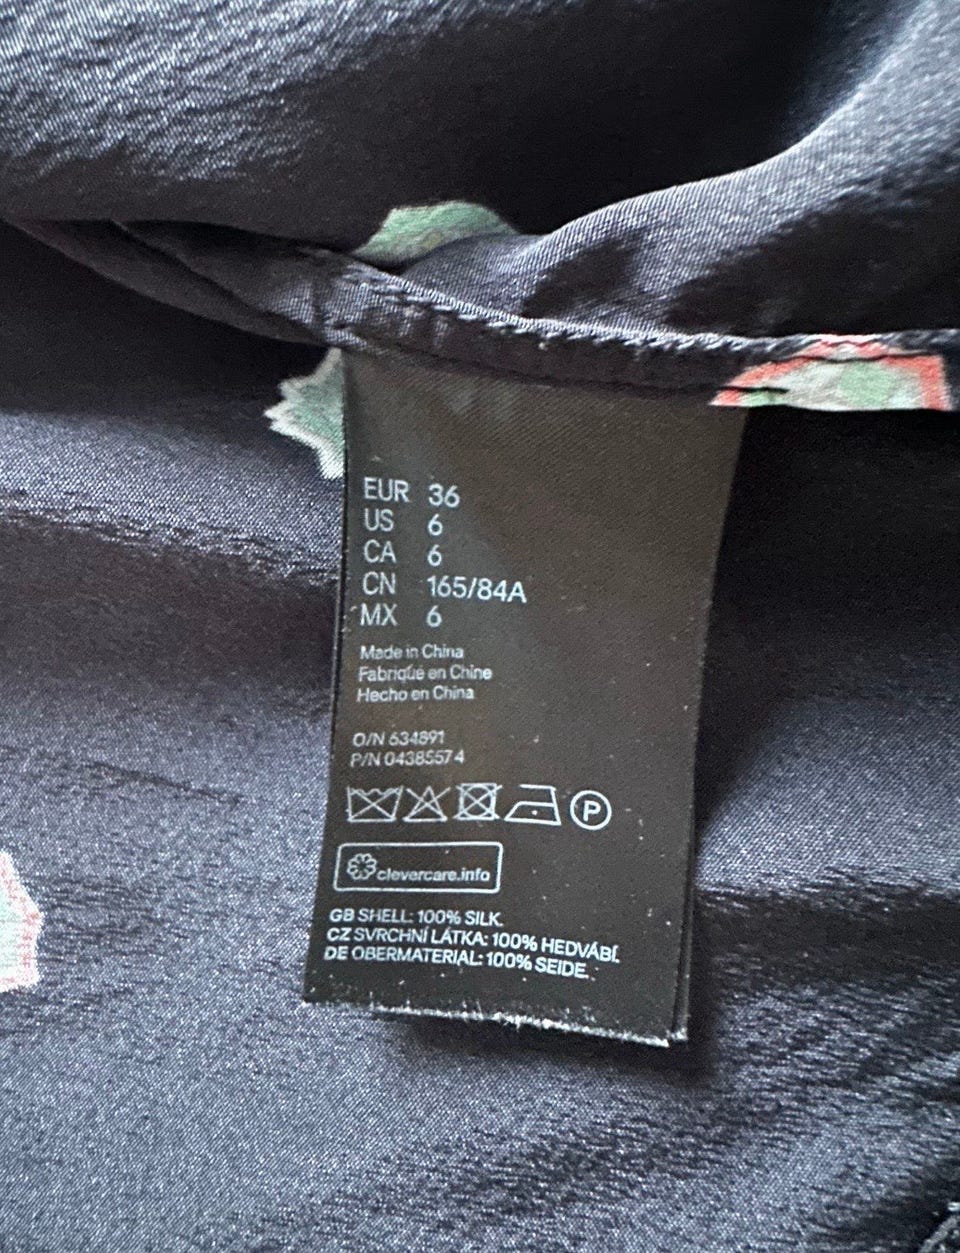 EUR 36
US 6
CA 6
CN 165/84A
MX 6
Made in China
Fabriqué en Chine
Hecho en China
O/N 634891
P/N 04385574
P
clevercare.info
GB SHELL: 100% SILK.
CZ SVRCHNÍ LÁTKA: 100% HEDVÁBÍ.
DE OBERMATERIAL: 100% SEIDE.